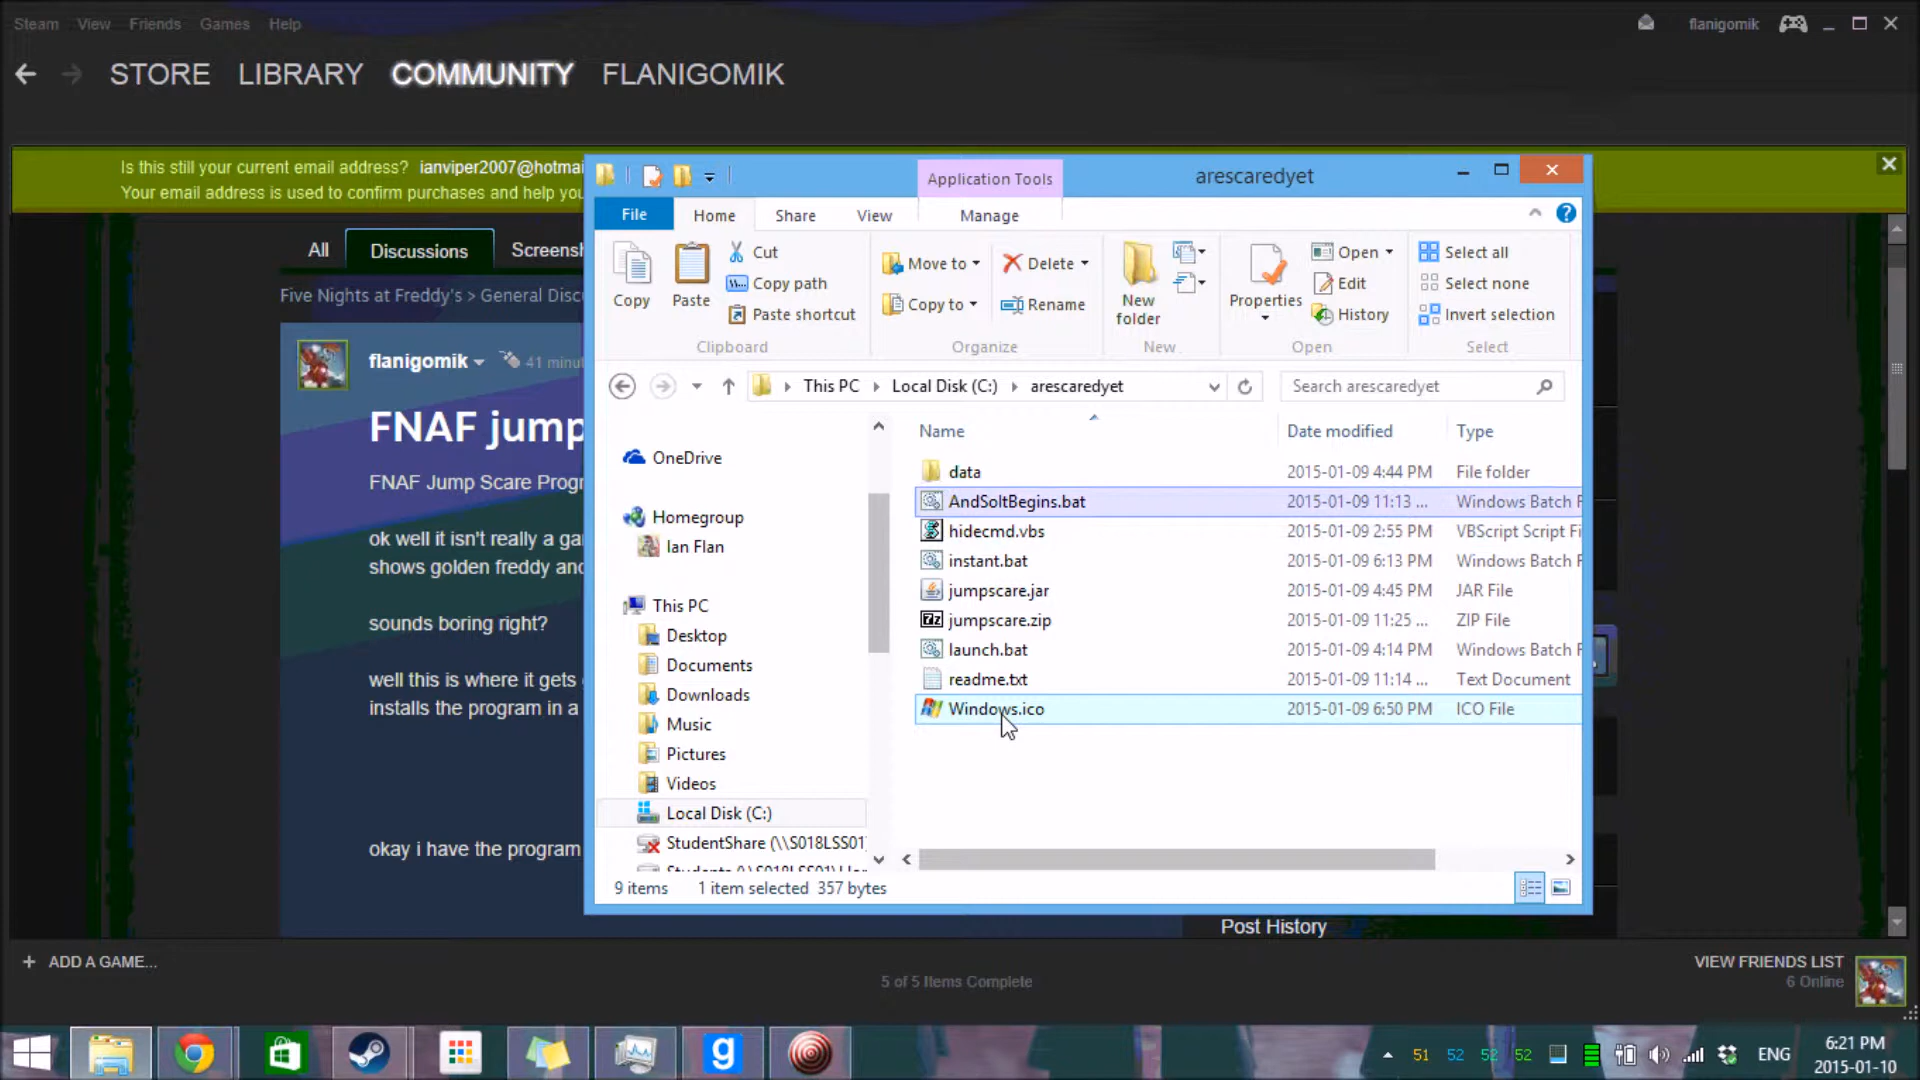 Steam View Friends Games Help
flanigomik
STORE LIBRARY COMMUNITY FLANIGOMIK
Is this still your current email address? ianviper2007@hotmai
Your email address is used to confirm purchases and help you
All Discussions Screensh
Five Nights at Freddy's > General Disc
flanigomik 41 minu
FNAF jump
FNAF Jump Scare Progr
ok well it isn't really a ga
shows golden freddy and
sounds boring right?
well this is where it gets
installs the program in a
okay i have the program
Post History
Application Tools
arescaredyet
File Home Share View Manage
Copy
Paste
Cut
Copy path
Paste shortcut
Clipboard
Move to
Copy to
Delete
Rename
Organize
New
folder
New
Properties
Open
Edit
History
Open
Select all
Select none
Invert selection
Select
This PC Local Disk (C:) arescaredyet
Search arescaredyet
OneDrive
Homegroup
Ian Flan
This PC
Desktop
Documents
Downloads
Music
Pictures
Videos
Local Disk (C:)
StudentShare (\\S018LSS01)
Name Date modified Type
data 2015-01-09 4:44 PM File folder
AndSoItBegins.bat 2015-01-09 11:13 ... Windows Batch F
hidecmd.vbs 2015-01-09 2:55 PM VBScript Script Fi
instant.bat 2015-01-09 6:13 PM Windows Batch F
jumpscare.jar 2015-01-09 4:45 PM JAR File
jumpscare.zip 2015-01-09 11:25 ... ZIP File
launch.bat 2015-01-09 4:14 PM Windows Batch F
readme.txt 2015-01-09 11:14 ... Text Document
Windows.ico 2015-01-09 6:50 PM ICO File
9 items 1 item selected 357 bytes
+ ADD A GAME...
5 of 5 Items Complete
VIEW FRIENDS LIST
6 Online
51 52 52 52 ENG
6:21 PM
2015-01-10